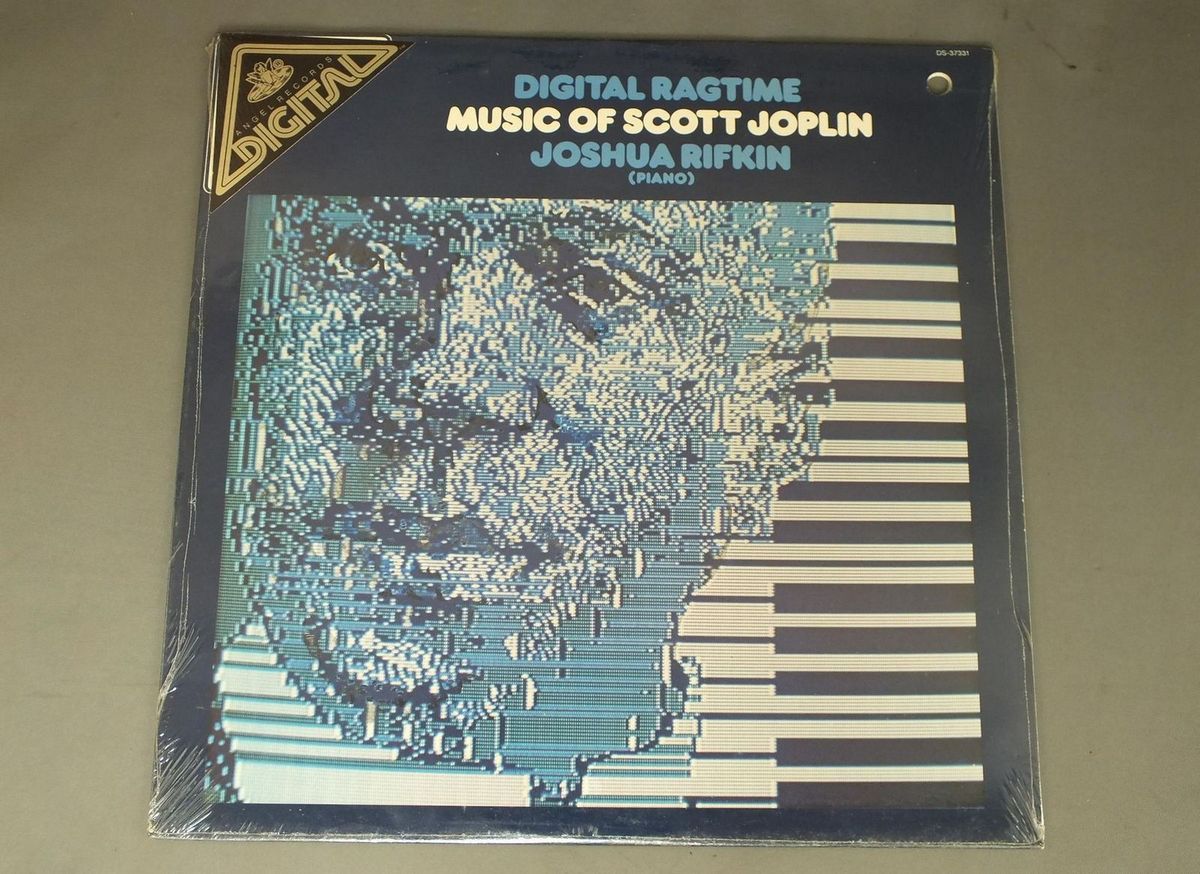 ANGEL RECORDS
DIGITAL
DS-37331
DIGITAL RAGTIME
MUSIC OF SCOTT JOPLIN
JOSHUA RIFKIN
(PIANO)